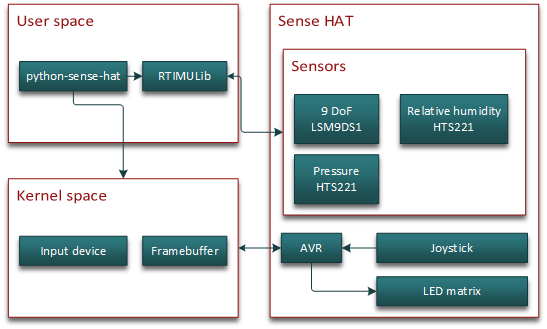 User space
python-sense-hat
RTIMULib
Kernel space
Input device
Framebuffer
Sense HAT
Sensors
9 DoF
LSM9DS1
Relative humidity
HTS221
Pressure
HTS221
AVR
Joystick
LED matrix